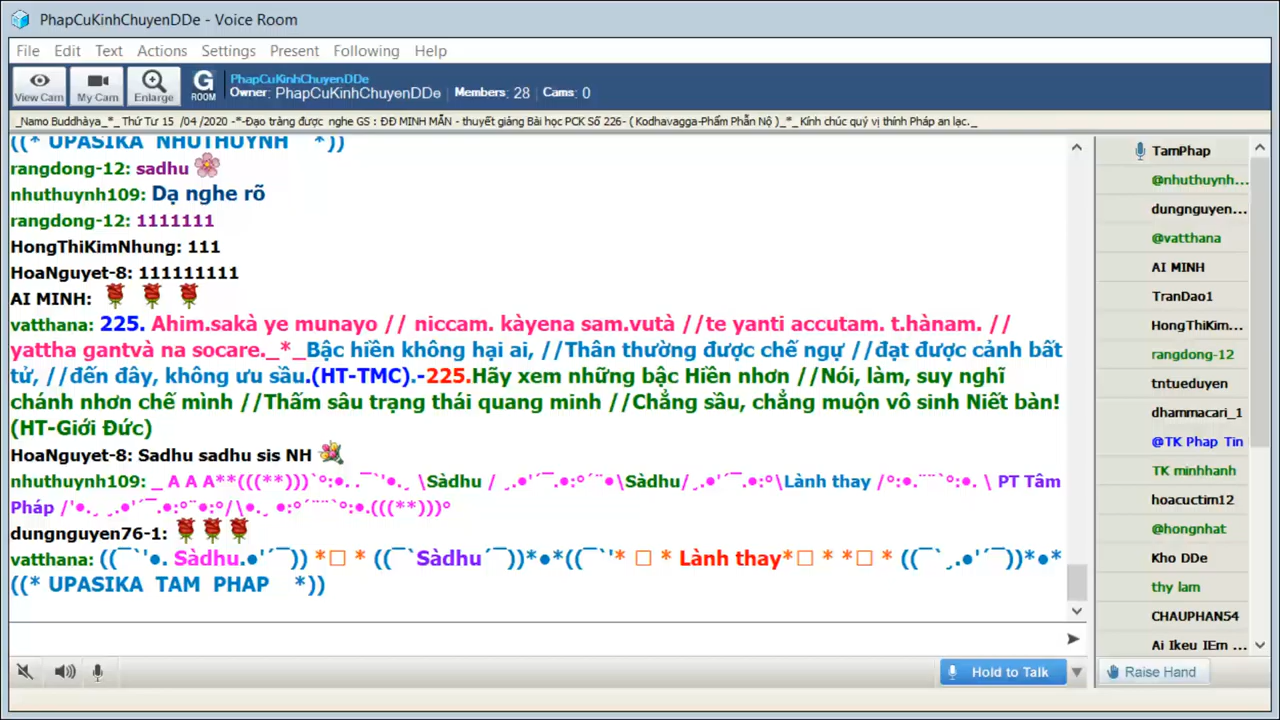 PhapCuKinhChuyenDDe - Voice Room
File Edit Text Actions Settings Present Following Help
View Cam My Cam Enlarge G ROOM
PhapCuKinhChuyenDDe
Owner: PhapCuKinhChuyenDDe Members: 28 Cams: 0
_Namo Buddhàya_*_ Thứ Tư 15 /04 /2020 -*-Đạo tràng được nghe GS : ĐĐ MINH MẪN - thuyết giảng Bài học PCK Số 226- ( Kodhavagga-Phẩm Phẫn Nộ )_*_ Kính chúc quý vị thính Pháp an lạc._
((* UPASIKA NHUTHUYNH *))
rangdong-12: sadhu
nhuthuynh109: Dạ nghe rõ
rangdong-12: 1111111
HongThiKimNhung: 111
HoaNguyet-8: 111111111
AI MINH:
vatthana: 225. Ahim.sakà ye munayo // niccam. kàyena sam.vutà //te yanti accutam. t.hànam. //
yattha gantvà na socare._*_Bậc hiền không hại ai, //Thân thường được chế ngự //đạt được cảnh bất
tử, //đến đây, không ưu sầu.(HT-TMC).-225.Hãy xem những bậc Hiền nhơn //Nói, làm, suy nghĩ
chánh nhơn chế mình //Thấm sâu trạng thái quang minh //Chẳng sầu, chẳng muộn vô sinh Niết bàn!
(HT-Giới Đức)
HoaNguyet-8: Sadhu sadhu sis NH
nhuthuynh109: _ A A A**(((**)))`°:•. .¯`'•.¸ \Sàdhu / ¸.•'´¯.•:°´¨•\Sàdhu/¸.•'´¯.•:°\Lành thay /°:•.¨¨`°:•. \ PT Tâm
Pháp /'•.¸ ¸.•'´¯.•:°¨•:°/\•.¸ •:°´¨¨`°:•.(((**)))°
dungnguyen76-1:
vatthana: ((¯`'•. Sàdhu.•'´¯)) *□ * ((¯`Sàdhu´¯))*•*((¯`'* □ * Lành thay*□ * *□ * ((¯`¸.•'´¯))*•*
((* UPASIKA TAM PHAP *))
Hold to Talk
TamPhap
@nhuthuynh...
dungnguyen...
@vatthana
AI MINH
TranDao1
HongThiKim...
rangdong-12
tntueduyen
dhammacari_1
@TK Phap Tin
TK minhhanh
hoacuctim12
@hongnhat
Kho DDe
thy lam
CHAUPHAN54
Ai Ikeu IEm ...
Raise Hand